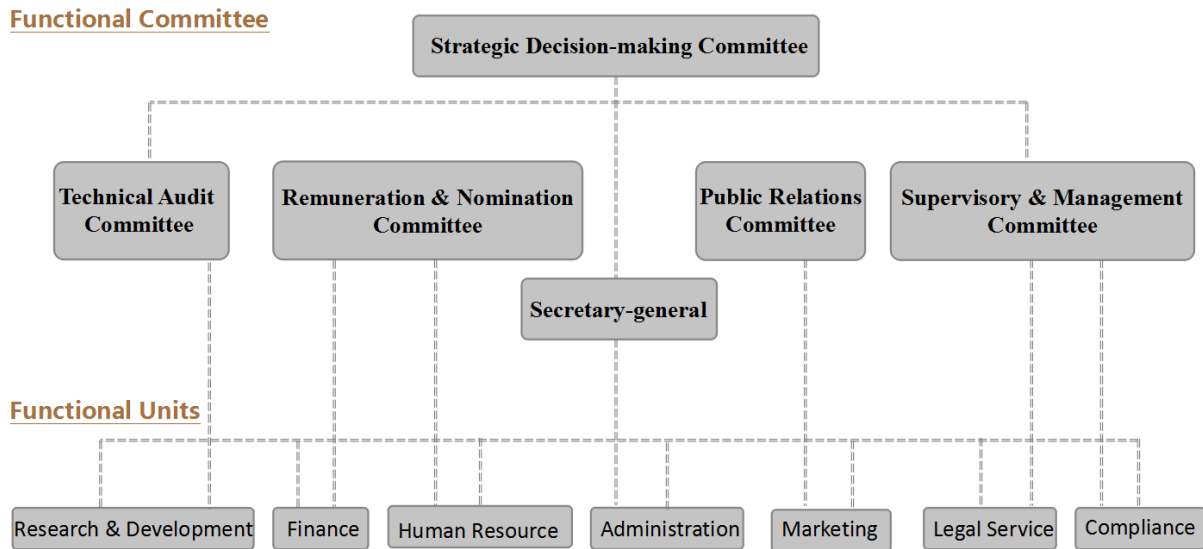 Functional Committee
Strategic Decision-making Committee
Technical Audit
Committee
Remuneration & Nomination
Committee
Public Relations
Committee
Supervisory & Management
Committee
Secretary-general
Functional Units
Research & Development
Finance
Human Resource
Administration
Marketing
Legal Service
Compliance